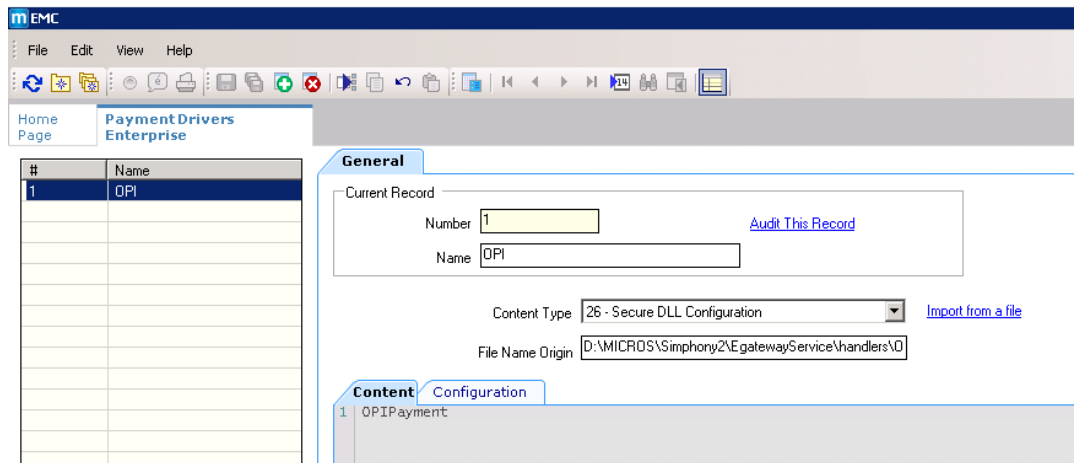 m EMC
File Edit View Help
14
Home Page
Payment Drivers Enterprise
# Name
1 OPI
General
Current Record
Number 1 Audit This Record
Name OPI
Content Type 26 - Secure DLL Configuration Import from a file
File Name Origin D:\MICROS\Simphony2\EgatewayService\handlers\O
Content Configuration
1 OPIPayment